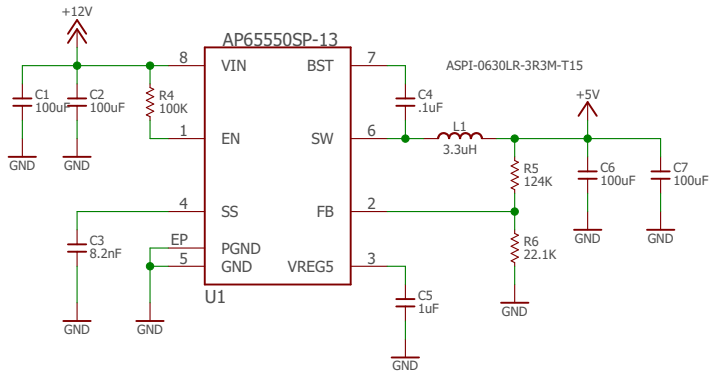 +12V
AP65550SP-13
ASPI-0630LR-3R3M-T15
8 VIN BST 7
+5V
C1
100uF
C2
100uF
R4
100K
C4
.1uF
1 EN SW 6
L1
3.3uH
R5
124K
C6
100uF
C7
100uF
GND GND
4 SS FB 2
GND GND
C3
8.2nF
EP PGND
5 GND VREG5 3
R6
22.1K
U1
C5
1uF
GND
GND GND
GND